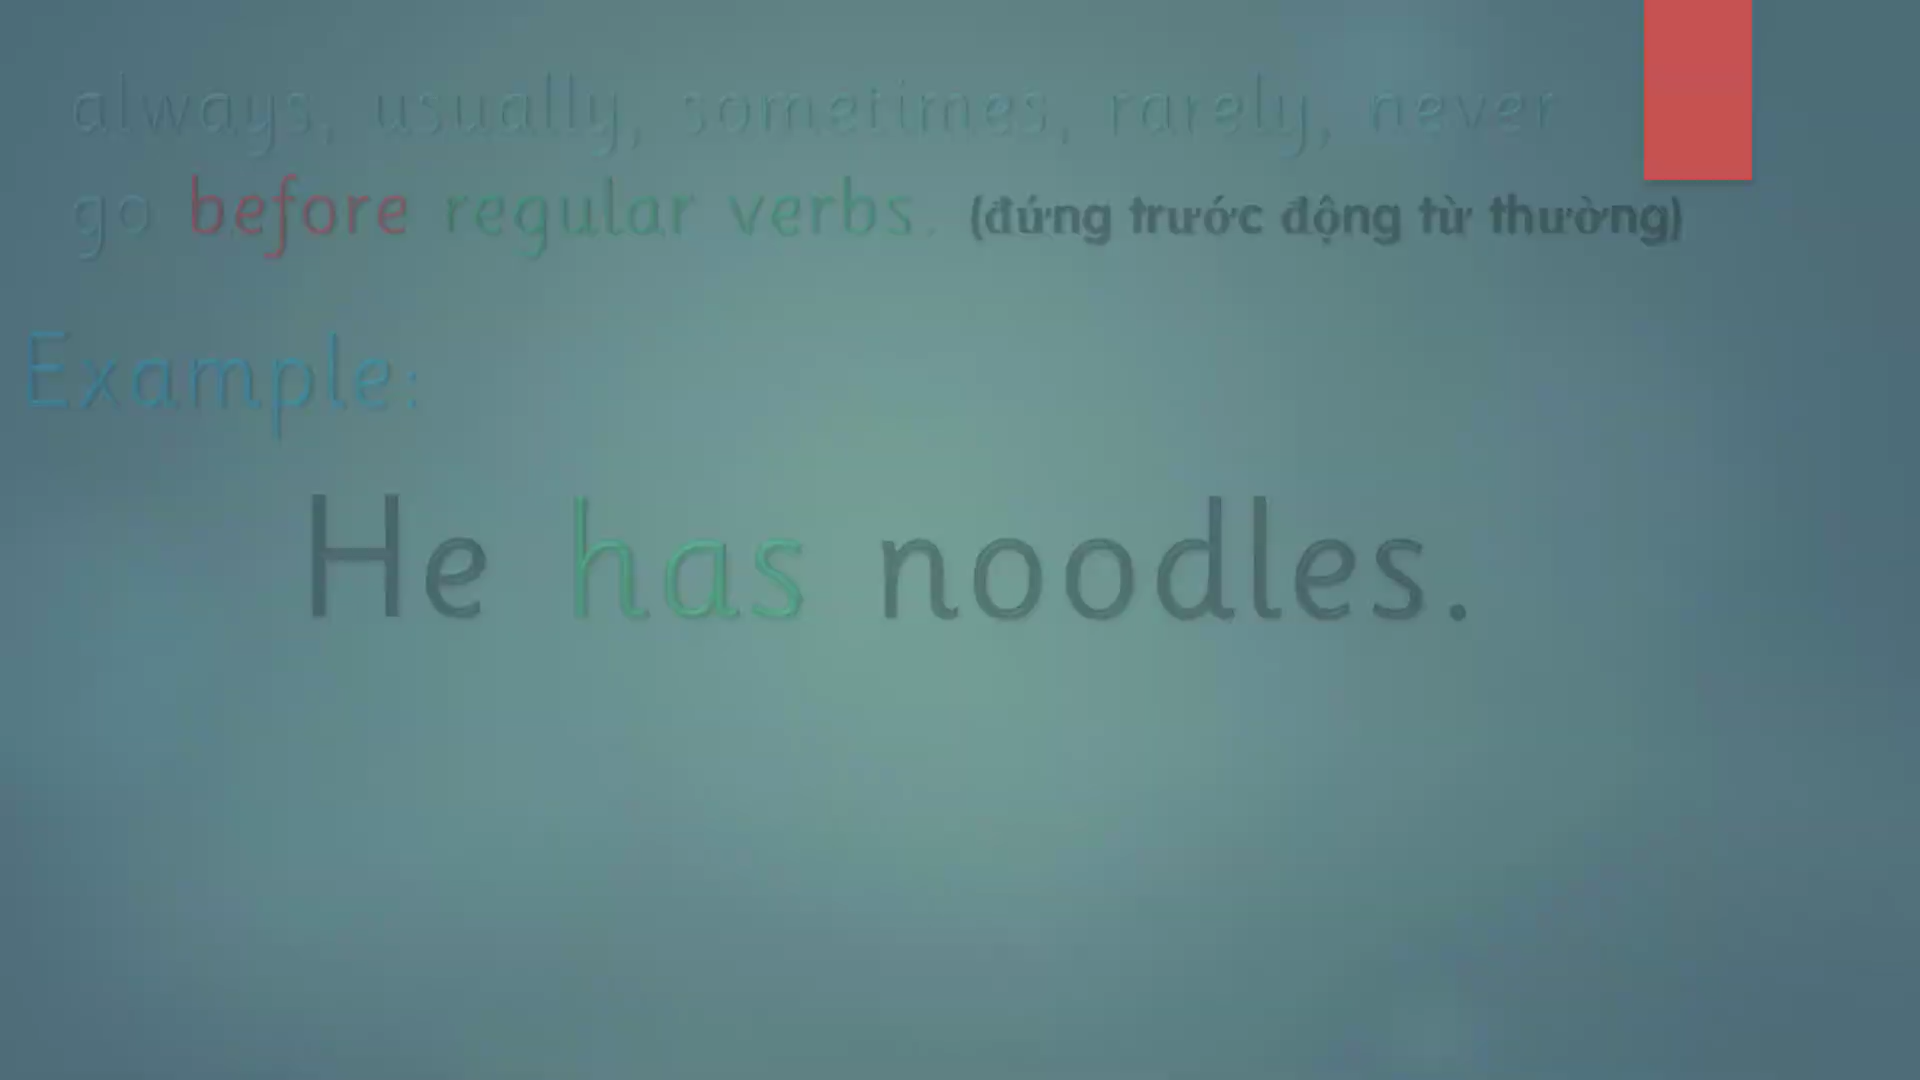 always, usually, sometimes, rarely, never
go before regular verbs. (đứng trước động từ thường)
Example:
He has noodles.